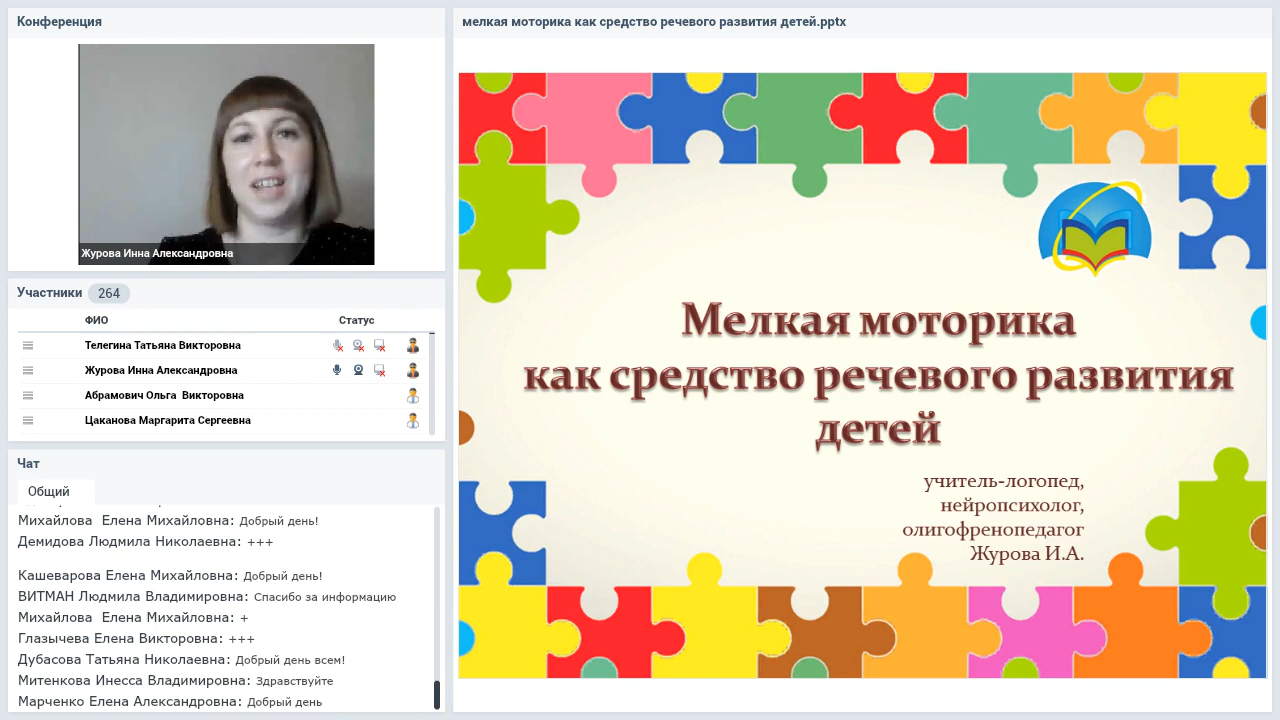 Конференция
Журова Инна Александровна
Участники 264
ФИО Статус
Телегина Татьяна Викторовна
Журова Инна Александровна
Абрамович Ольга Викторовна
Цаканова Маргарита Сергеевна
Чат
Общий
Михайлова Елена Михайловна: Добрый день!
Демидова Людмила Николаевна: +++
Кашеварова Елена Михайловна: Добрый день!
ВИТМАН Людмила Владимировна: Спасибо за информацию
Михайлова Елена Михайловна: +
Глазычева Елена Викторовна: +++
Дубасова Татьяна Николаевна: Добрый день всем!
Митенкова Инесса Владимировна: Здравствуйте
Марченко Елена Александровна: Добрый день
мелкая моторика как средство речевого развития детей.pptx
Мелкая моторика
как средство речевого развития
детей
учитель-логопед,
нейропсихолог,
олигофренопедагог
Журова И.А.